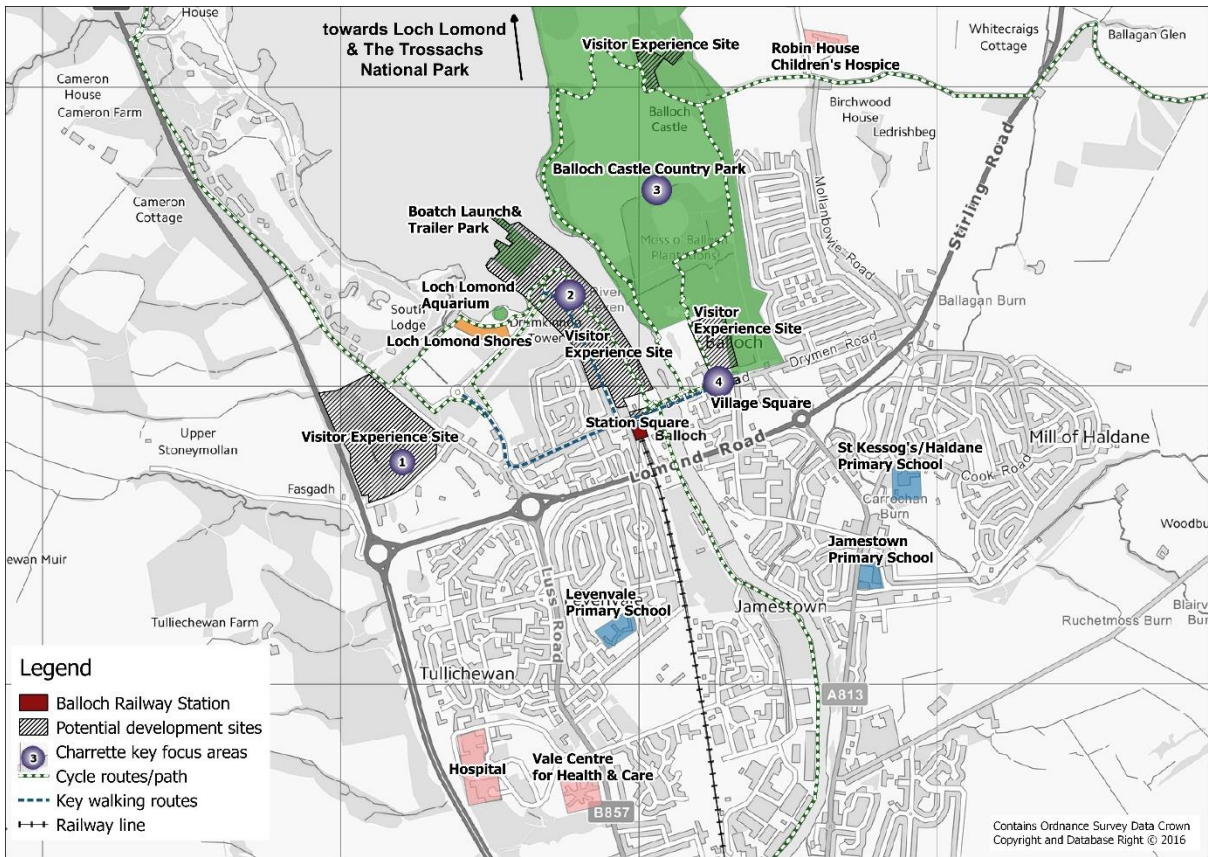 House
towards Loch Lomond
& The Trossachs
National Park
Visitor Experience Site
Robin House
Children's Hospice
Whitecraigs
Cottage
Ballagan Glen
Cameron
House
Cameron Farm
Balloch
Castle
Birchwood
House
Ledrishbeg
Cameron
Cottage
Balloch Castle Country Park
3
Stirling Road
Mollanbowie Road
Boatch Launch&
Trailer Park
Moss o' Balloch
Plantations
Loch Lomond
Aquarium
2
River
Leven
South
Lodge
Loch Lomond Shores
Drumkinnon
Tower
Visitor
Experience Site
Visitor
Experience Site
Balloch
Ballagan Burn
Drymen Road
4
Village Square
Station Square
Balloch
Lomond Road
Upper
Stoneymollan
Visitor Experience Site
1
Fasgadh
St Kessog's/Haldane
Primary School
Mill of Haldane
Cook Road
Carrochan
Burn
Jamestown
Primary School
Levenvale
Primary School
Levenvale
Luss Road
Jamestown
Tulliechewan Farm
Ruchetmoss Burn
Tullichewan
A813
Hospital
Vale Centre
for Health & Care
B857
Legend
Balloch Railway Station
Potential development sites
3
Charrette key focus areas
Cycle routes/path
Key walking routes
Railway line
Contains Ordnance Survey Data Crown
Copyright and Database Right © 2016